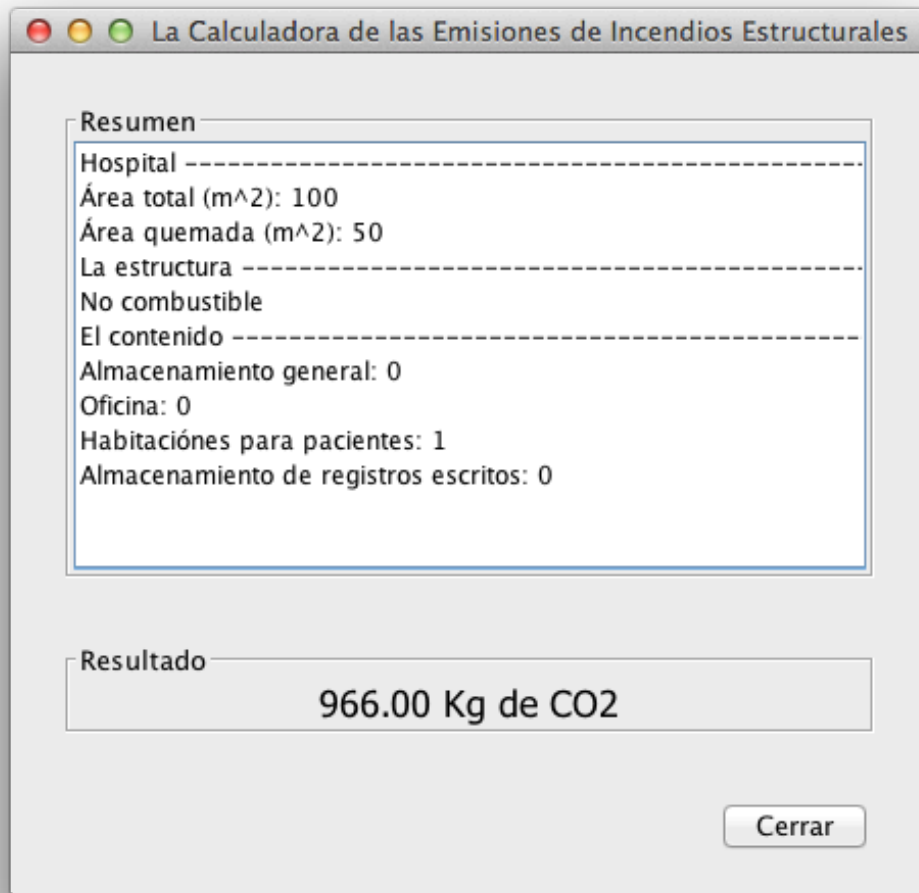 La Calculadora de las Emisiones de Incendios Estructurales
Resumen
Hospital -----------------------------------------------
Área total (m^2): 100
Área quemada (m^2): 50
La estructura -------------------------------------------
No combustible
El contenido --------------------------------------------
Almacenamiento general: 0
Oficina: 0
Habitaciónes para pacientes: 1
Almacenamiento de registros escritos: 0
Resultado
966.00 Kg de CO2
Cerrar